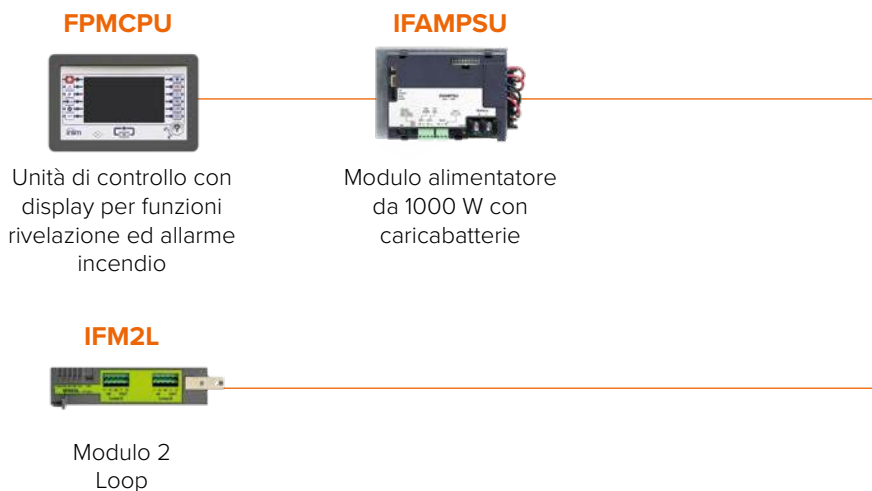 FPMCPU
IFAMPSU
inim
Unità di controllo con
display per funzioni
rivelazione ed allarme
incendio
Modulo alimentatore
da 1000 W con
caricabatterie
IFM2L
Modulo 2
Loop